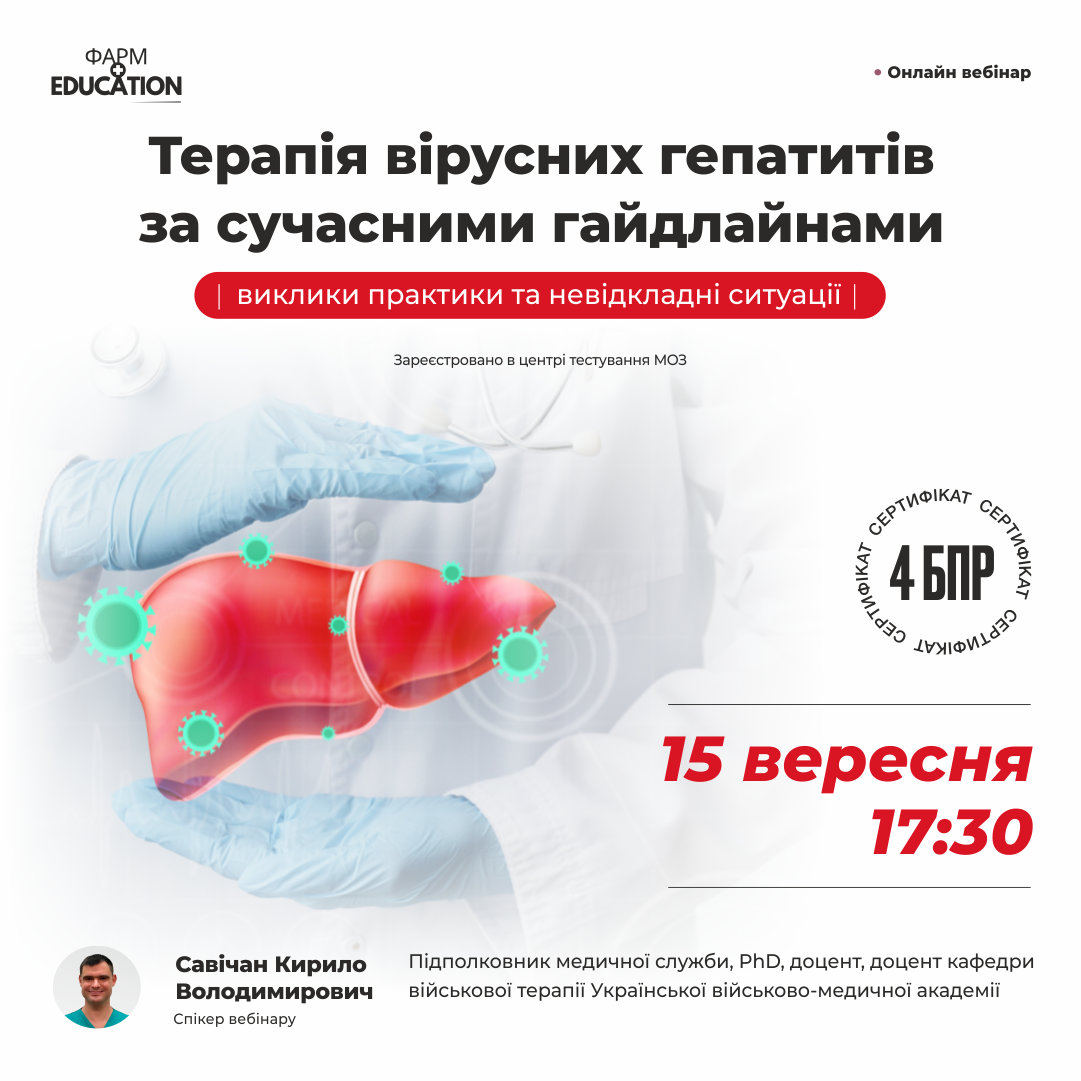 ФАРМ
EDUCATION
• Онлайн вебінар
Терапія вірусних гепатитів
за сучасними гайдлайнами
| виклики практики та невідкладні ситуації |
Зареєстровано в центрі тестування МОЗ
СЕРТИФІКАТ СЕРТИФІКАТ СЕРТИФІКАТ СЕРТИФІКАТ
4 БПР
15 вересня
17:30
Савічан Кирило
Володимирович
Спікер вебінару
Підполковник медичної служби, PhD, доцент, доцент кафедри
військової терапії Української військово-медичної академії